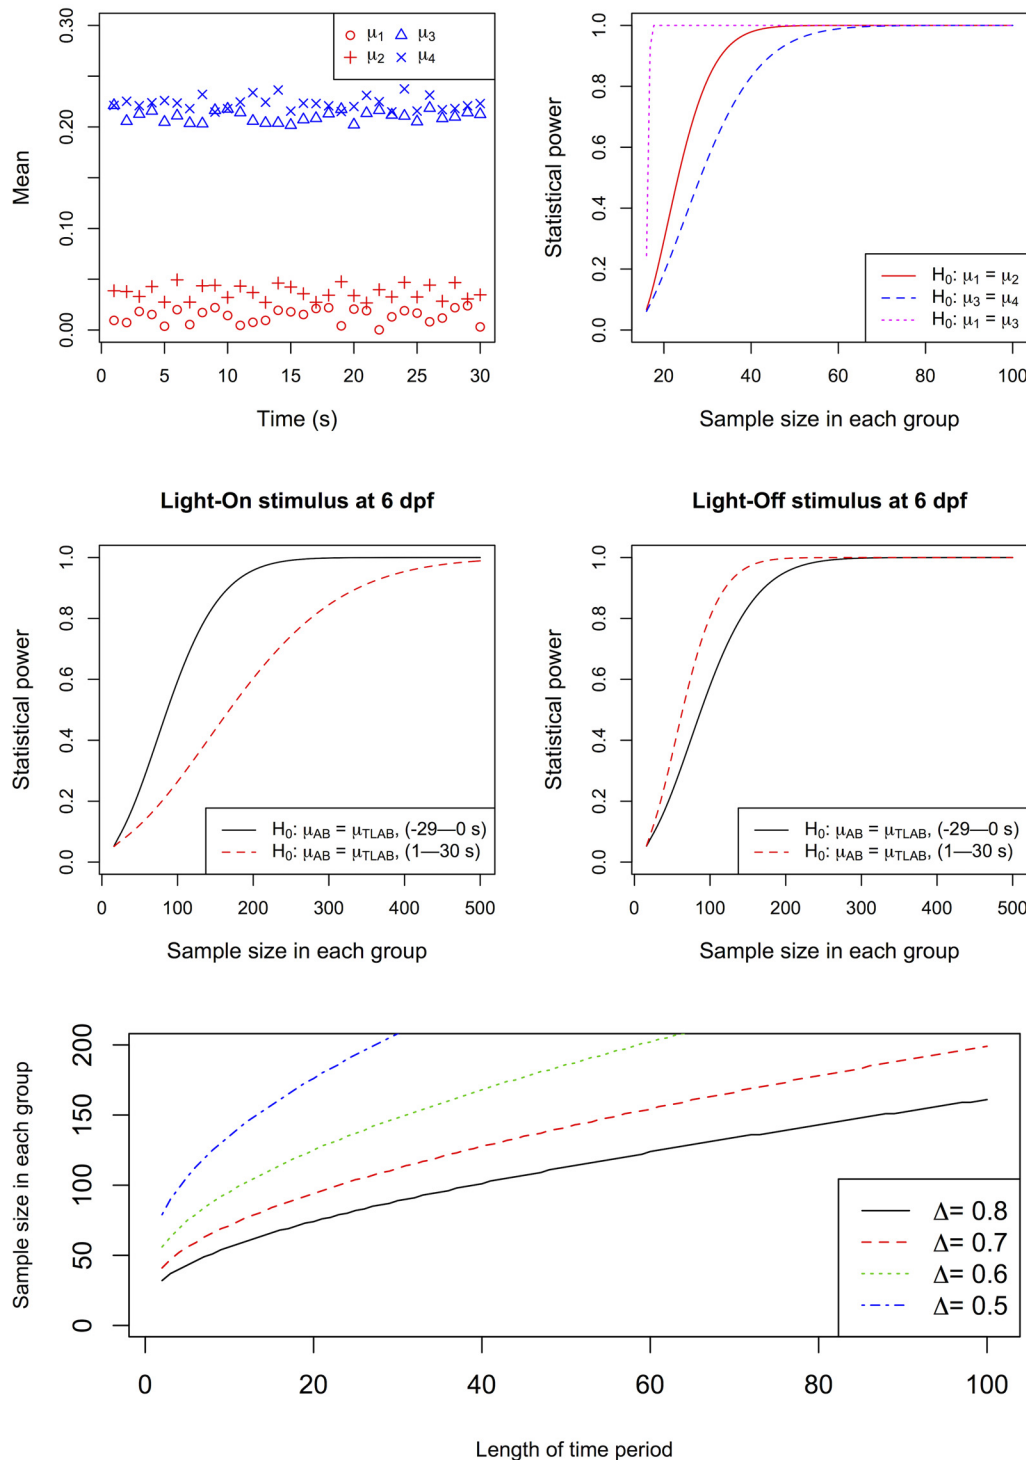 μ1 μ3
μ2 μ4
0.30
0.20
0.10
0.00
Mean
0 5 10 15 20 25 30
Time (s)
1.0
0.8
0.6
0.4
0.2
0.0
Statistical power
H0: μ1 = μ2
H0: μ3 = μ4
H0: μ1 = μ3
20 40 60 80 100
Sample size in each group
Light-On stimulus at 6 dpf
1.0
0.8
0.6
0.4
0.2
0.0
Statistical power
H0: μAB = μTLAB, (-29—0 s)
H0: μAB = μTLAB, (1—30 s)
100 200 300 400 500
Sample size in each group
Light-Off stimulus at 6 dpf
1.0
0.8
0.6
0.4
0.2
0.0
Statistical power
H0: μAB = μTLAB, (-29—0 s)
H0: μAB = μTLAB, (1—30 s)
100 200 300 400 500
Sample size in each group
200
150
100
50
0
Sample size in each group
Δ= 0.8
Δ= 0.7
Δ= 0.6
Δ= 0.5
0 20 40 60 80 100
Length of time period